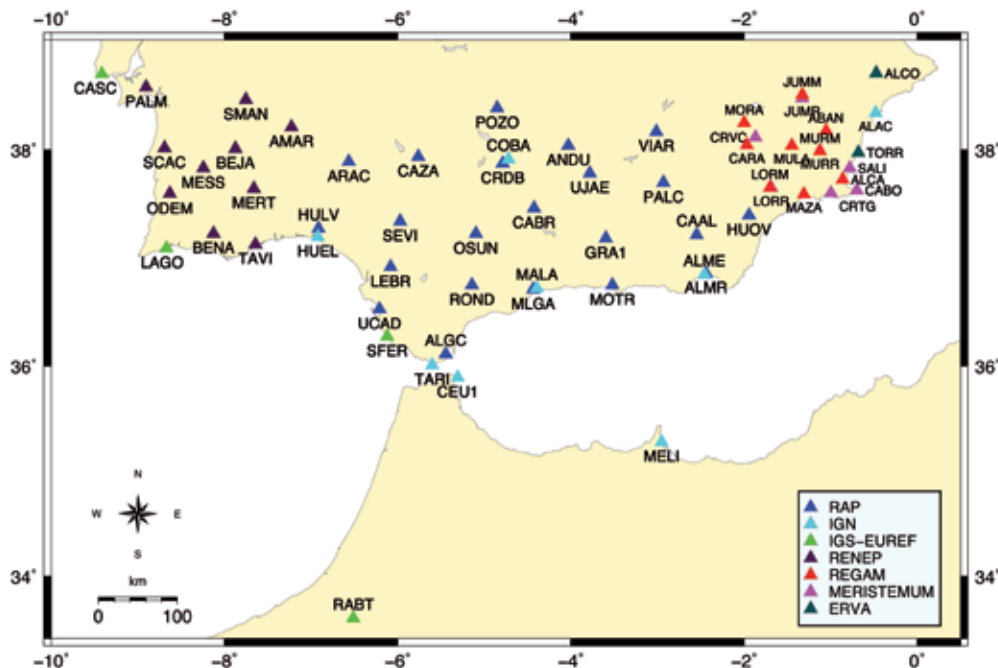 −10 −8 −6 −4 −2 0
CASC
PALM
SMAN
AMAR
POZO
COBA
CRDB
ANDU
VIAR
MORA
JUMM
JUMR
ALCO
ABAN
ALAC
CRVC
CARA
MULA
MURM
MURR
TORR
SALI
ALCA
CABO
38˚ 38˚
SCAC
BEJA
MESS
ODEM
MERT
ARAC
CAZA
UJAE
PALC
LORM
LORR
MAZA
CRTG
HULV
HUEL
SEVI
OSUN
CABR
GRA1
CAAL
HUOV
LAGO
BENA
TAVI
LEBR
ROND
MALA
MLGA
MOTR
ALME
ALMR
UCAD
SFER
ALGC
36˚ 36˚
TARI
CEU1
MELI
N
W E
S
km
0 100
34˚ 34˚
RABT
RAP
IGN
IGS−EUREF
RENEP
REGAM
MERISTEMUM
ERVA
−10 −8 −6 −4 −2 0